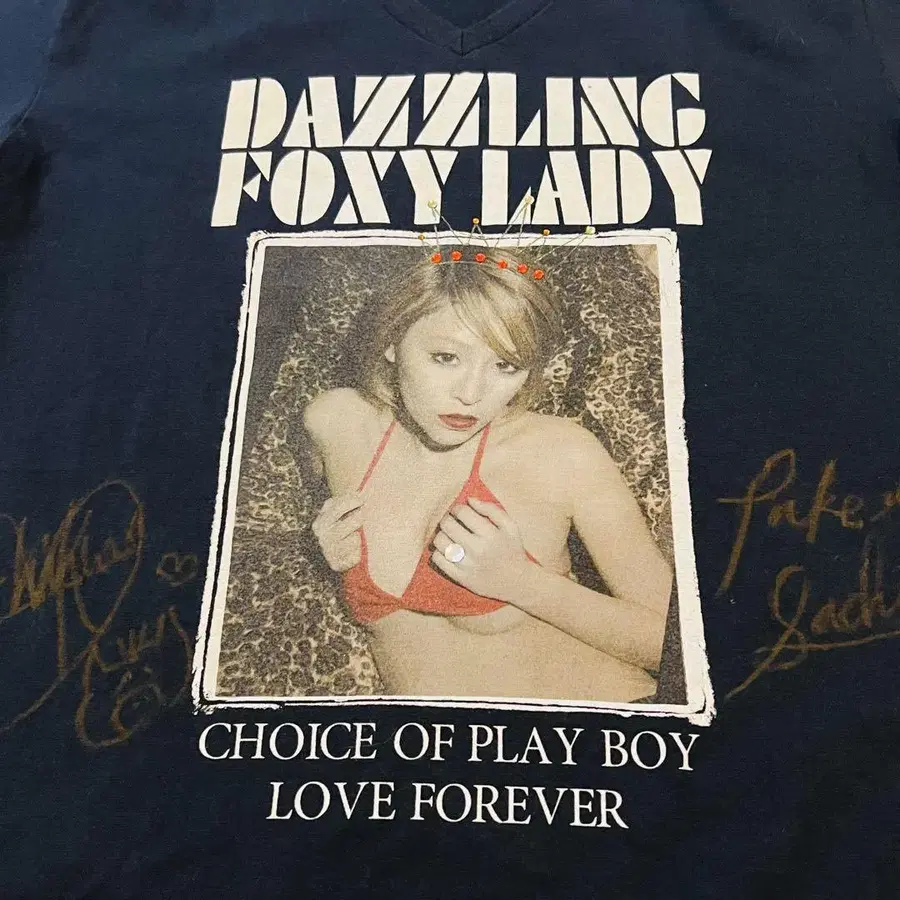 DAZZLING
FOXY LADY
CHOICE OF PLAY BOY
LOVE FOREVER